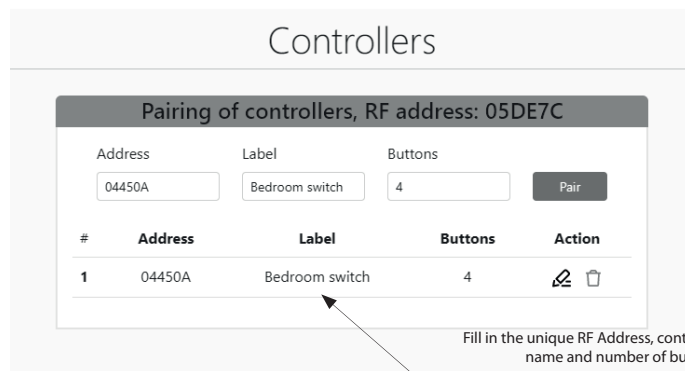 Controllers
Pairing of controllers, RF address: 05DE7C
Address Label Buttons
04450A Bedroom switch 4 Pair
# Address Label Buttons Action
1 04450A Bedroom switch 4
Fill in the unique RF Address, cont
name and number of bu